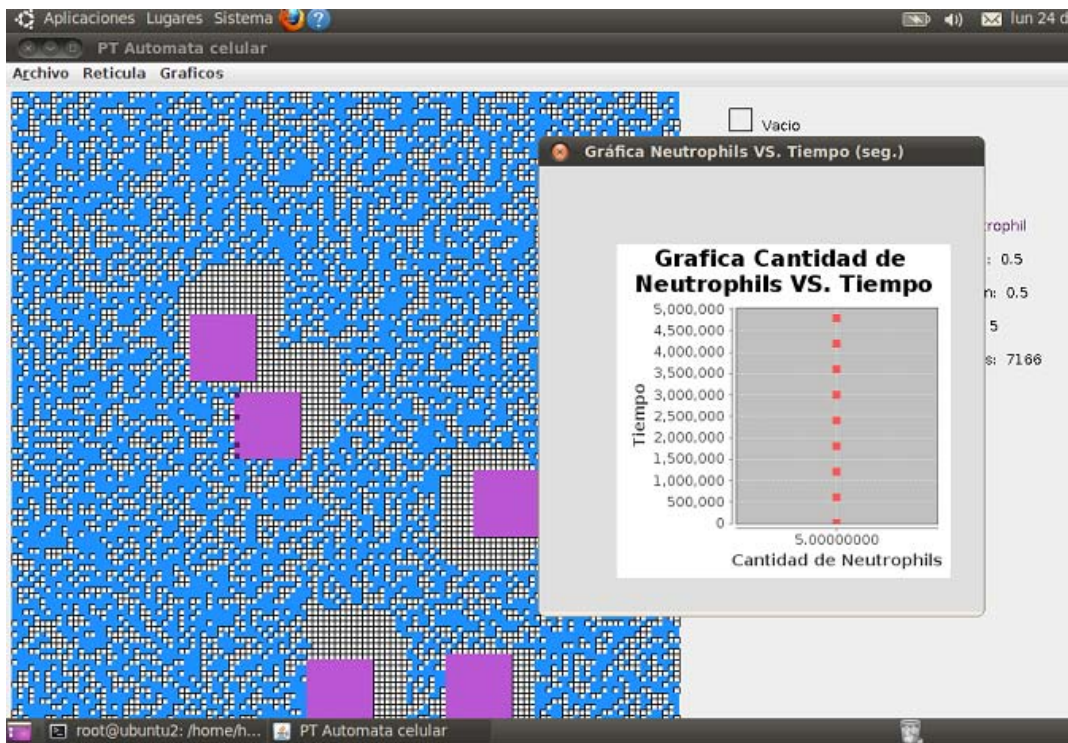 Aplicaciones Lugares Sistema ?
lun 24 d
PT Automata celular
Archivo Reticula Graficos
Vacio
Gráfica Neutrophils VS. Tiempo (seg.)
trophil
: 0.5
n: 0.5
5
s: 7166
Grafica Cantidad de
Neutrophils VS. Tiempo
5,000,000
4,500,000
4,000,000
3,500,000
3,000,000
2,500,000
2,000,000
1,500,000
1,000,000
500,000
0
Tiempo
5.00000000
Cantidad de Neutrophils
root@ubuntu2: /home/h...
PT Automata celular